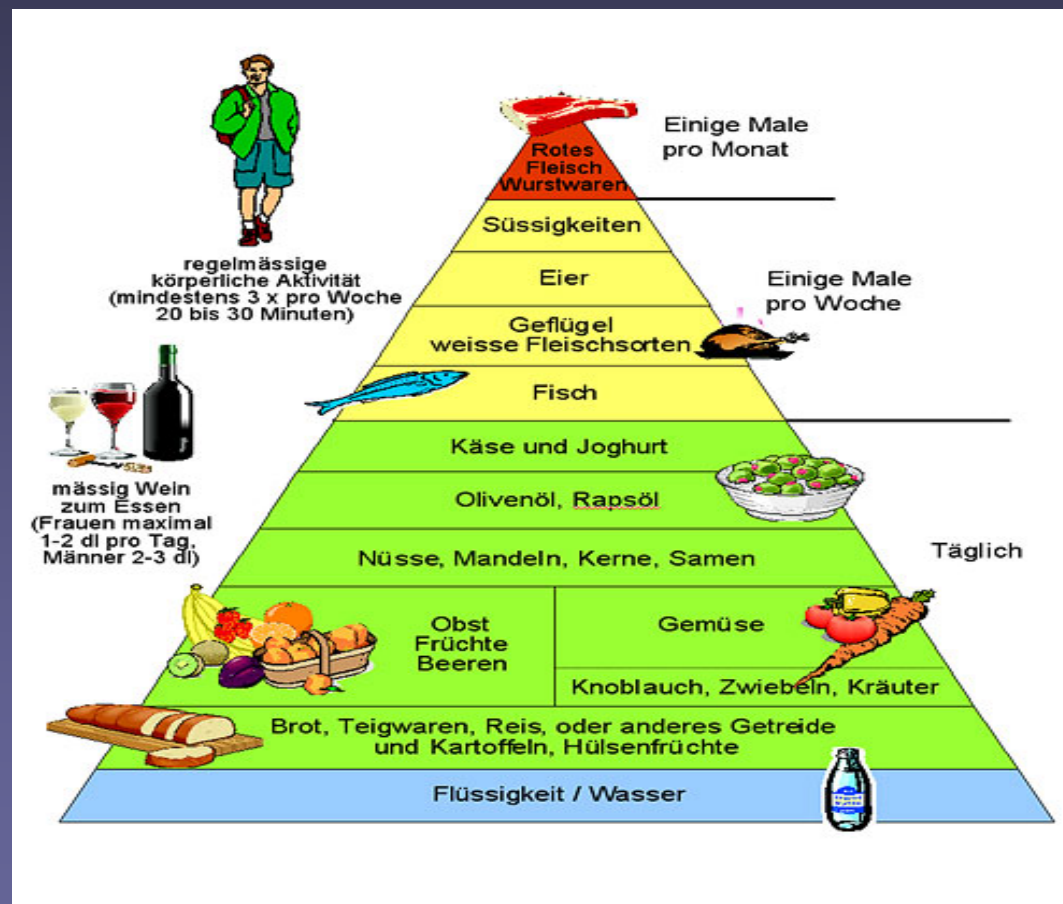 Einige Male
pro Monat
Rotes
Fleisch
Wurstwaren
Süssigkeiten
regelmässige
körperliche Aktivität
(mindestens 3 x pro Woche
20 bis 30 Minuten)
Eier
Einige Male
pro Woche
Geflügel
weisse Fleischsorten
Fisch
Käse und Joghurt
mässig Wein
zum Essen
(Frauen maximal
1-2 dl pro Tag,
Männer 2-3 dl)
Olivenöl, Rapsöl
Täglich
Nüsse, Mandeln, Kerne, Samen
Obst
Früchte
Beeren
Gemüse
Knoblauch, Zwiebeln, Kräuter
Brot, Teigwaren, Reis, oder anderes Getreide
und Kartoffeln, Hülsenfrüchte
Flüssigkeit / Wasser